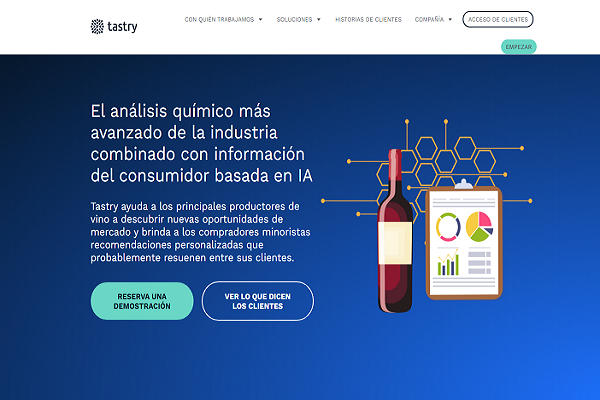 tastry
CON QUIÉN TRABAJAMOS
SOLUCIONES
HISTORIAS DE CLIENTES
COMPAÑÍA
ACCESO DE CLIENTES
EMPEZAR
El análisis químico más
avanzado de la industria
combinado con información
del consumidor basada en IA
Tastry ayuda a los principales productores de
vino a descubrir nuevas oportunidades de
mercado y brinda a los compradores minoristas
recomendaciones personalizadas que
probablemente resuenen entre sus clientes.
RESERVA UNA
DEMOSTRACIÓN
VER LO QUE DICEN
LOS CLIENTES